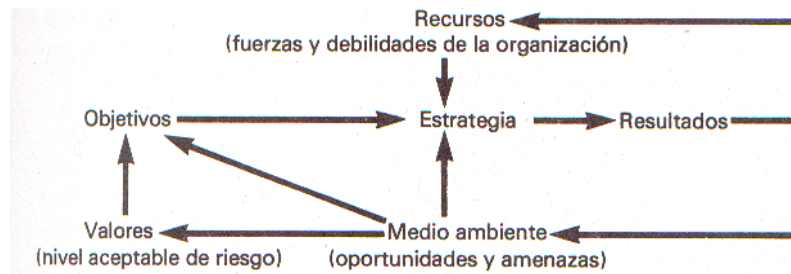 Recursos
(fuerzas y debilidades de la organización)
Objetivos
Estrategia
Resultados
Valores
(nivel aceptable de riesgo)
Medio ambiente
(oportunidades y amenazas)